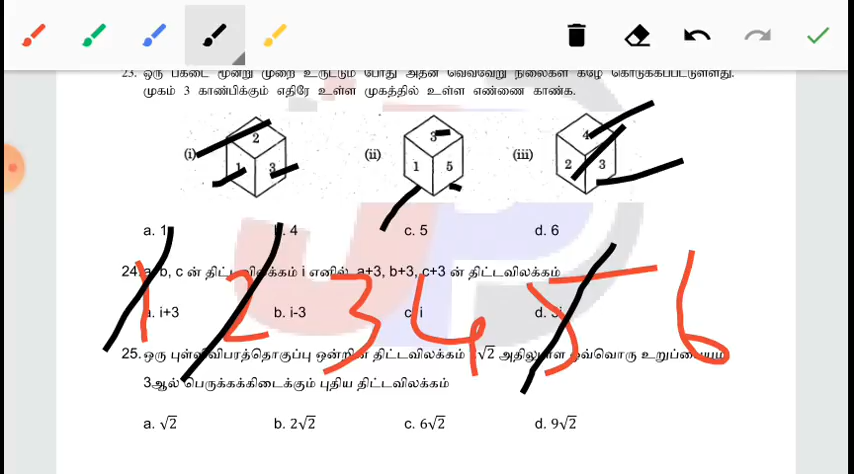 23. ஒரு பகடை மூன்று முறை உருட்டும் போது அதன் வெவ்வேறு நிலைகள் கீழே கொடுக்கப்பட்டுள்ளது.
முகம் 3 காண்பிக்கும் எதிரே உள்ள முகத்தில் உள்ள எண்ணை காண்க.
(i) 2 1 3 (ii) 3 1 5 (iii) 4 2 3
a. 1 b. 4 c. 5 d. 6
24. a, b, c ன் திட்டவிலக்கம் i எனில், a+3, b+3, c+3 ன் திட்டவிலக்கம்
1 2 3 4 5 6
a. i+3 b. i-3 c. i d. 3i
25. ஒரு புள்ளிவிபரத்தொகுப்பு ஒன்றின் திட்டவிலக்கம் √2 அதிலுள்ள ஒவ்வொரு உறுப்பையும்
3ஆல் பெருக்கக்கிடைக்கும் புதிய திட்டவிலக்கம்
a. √2 b. 2√2 c. 6√2 d. 9√2